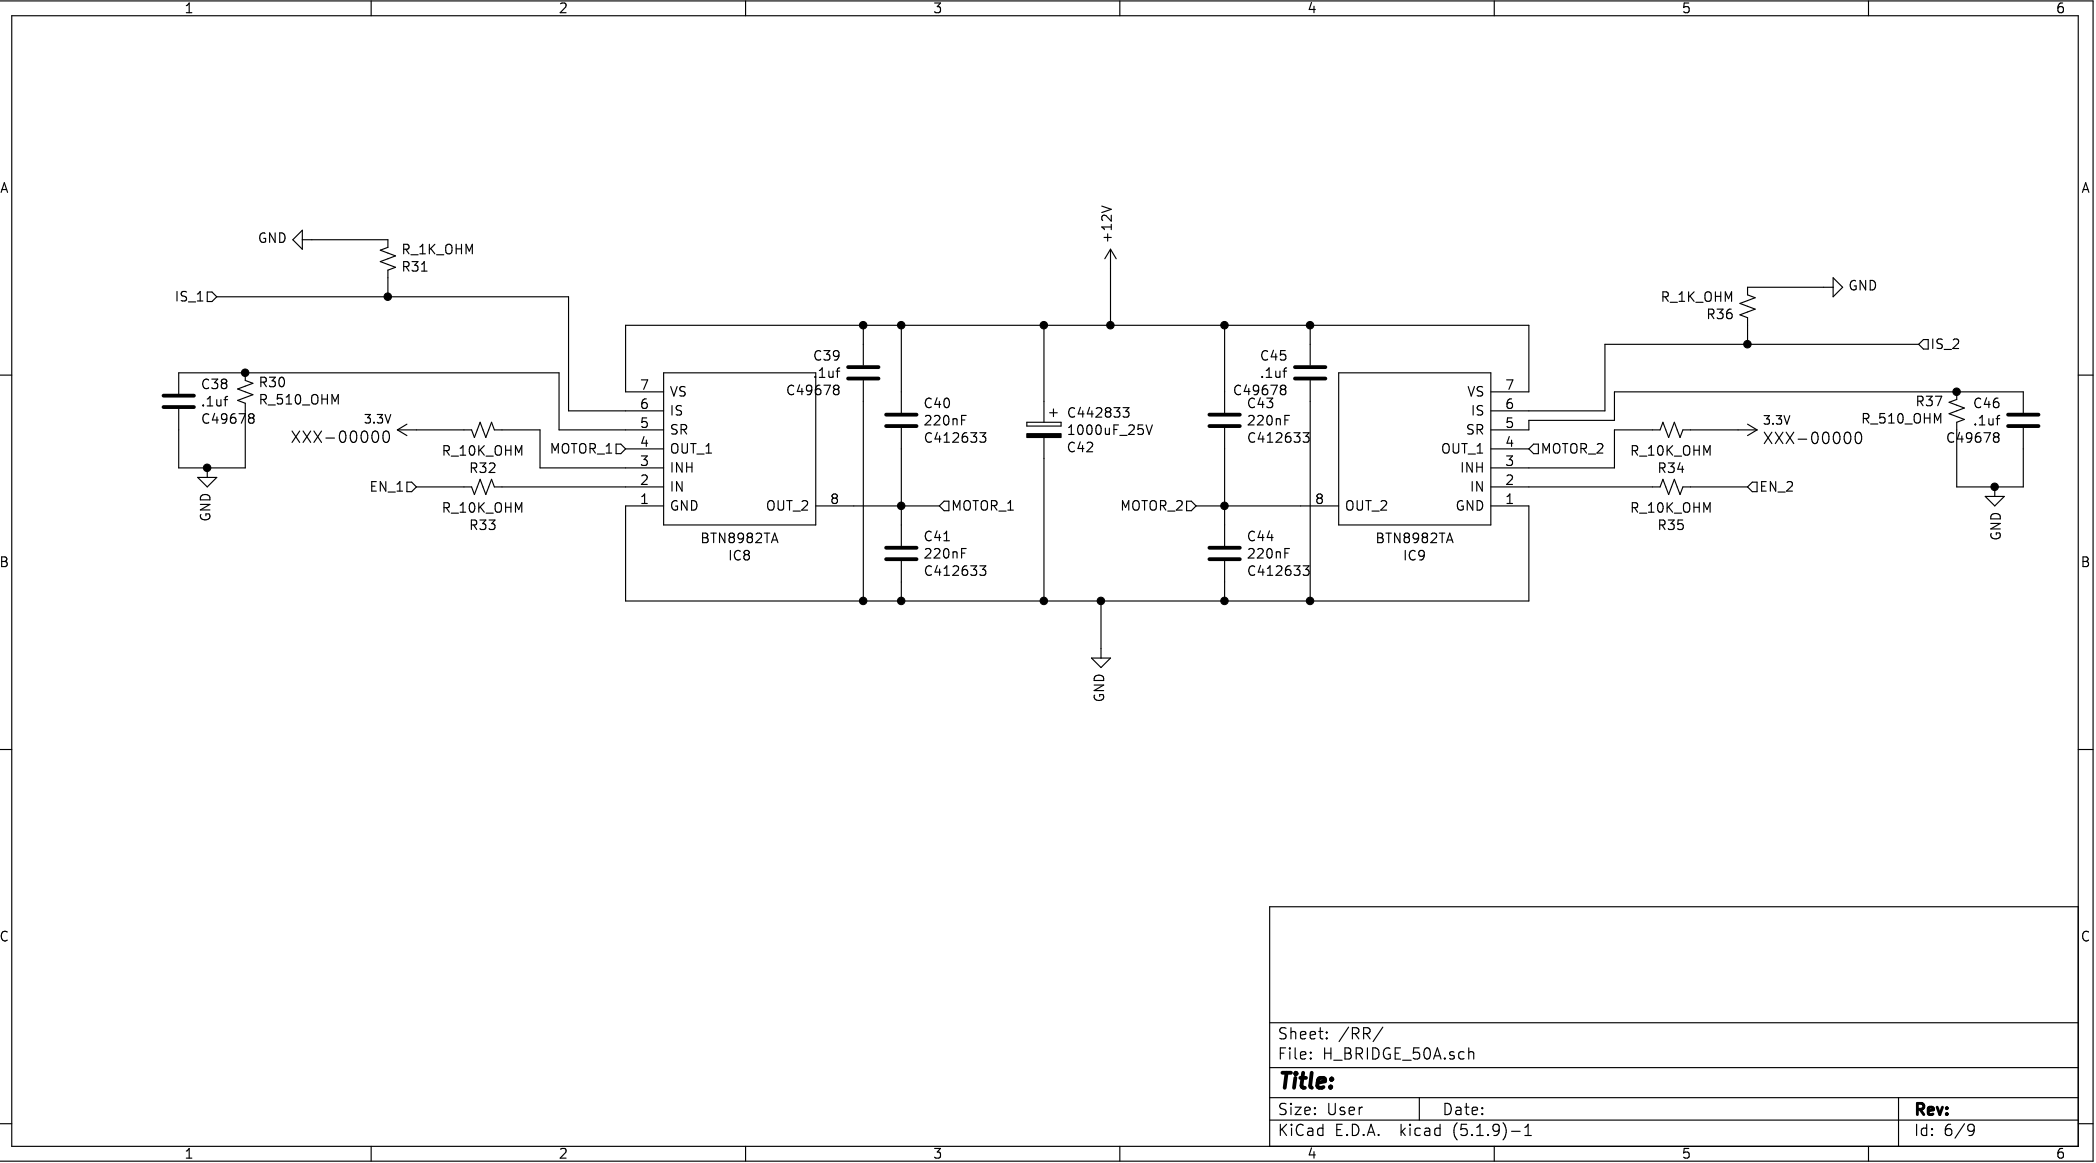 1 2 3 4 5 6
A A
+12V
GND
R_1K_OHM
R31
IS_1
GND
R_1K_OHM
R36
IS_2
C38
.1uf
C49678
R30
R_510_OHM
GND
3.3V
XXX-00000
R_10K_OHM
R32
EN_1
R_10K_OHM
R33
MOTOR_1
7 VS
6 IS
5 SR
4 OUT_1
3 INH
2 IN
1 GND
OUT_2 8
BTN8982TA
IC8
C39
.1uf
C49678
C40
220nF
C412633
MOTOR_1
C41
220nF
C412633
+ C442833
1000uF_25V
C42
GND
C45
.1uf
C49678
C43
220nF
C412633
MOTOR_2
C44
220nF
C412633
8 OUT_2
VS 7
IS 6
SR 5
OUT_1 4
INH 3
IN 2
GND 1
BTN8982TA
IC9
MOTOR_2
3.3V
XXX-00000
R_10K_OHM
R34
EN_2
R_10K_OHM
R35
R37
R_510_OHM
C46
.1uf
C49678
GND
B B
C C
Sheet: /RR/
File: H_BRIDGE_50A.sch
Title:
Size: User Date: Rev:
KiCad E.D.A. kicad (5.1.9)-1 Id: 6/9
1 2 3 4 5 6